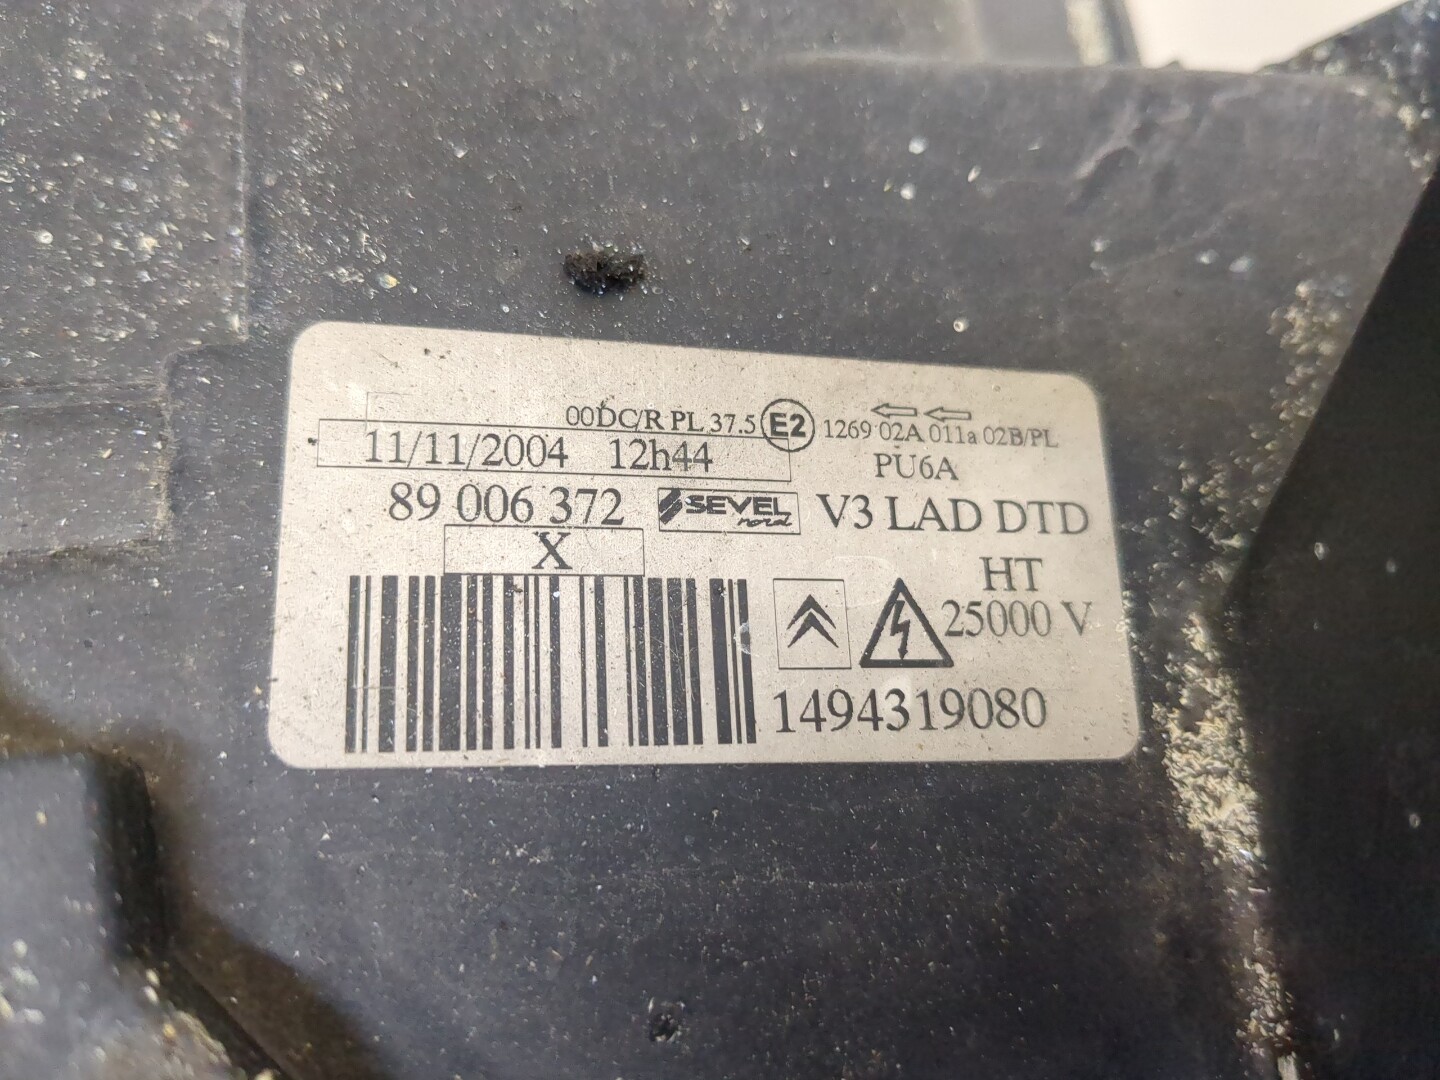 00DC/R PL 37.5 E2 1269 02A 011a 02B/PL
11/11/2004 12h44 PU6A
89 006 372 SEVEL nord V3 LAD DTD
X HT
25000 V
1494319080